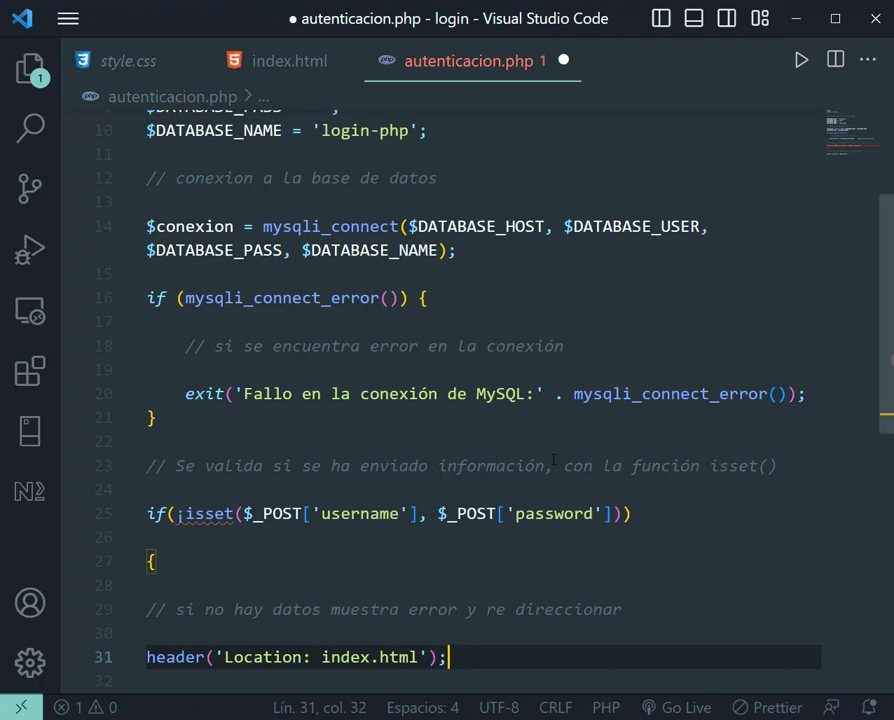 autenticacion.php - login - Visual Studio Code
style.css
index.html
autenticacion.php 1
autenticacion.php > ...
10 $DATABASE_NAME = 'login-php';
11
12 // conexion a la base de datos
13
14 $conexion = mysqli_connect($DATABASE_HOST, $DATABASE_USER,
$DATABASE_PASS, $DATABASE_NAME);
15
16 if (mysqli_connect_error()) {
17
18 // si se encuentra error en la conexión
19
20 exit('Fallo en la conexión de MySQL:' . mysqli_connect_error());
21 }
22
23 // Se valida si se ha enviado información, con la función isset()
24
25 if(¡isset($_POST['username'], $_POST['password']))
26
27 {
28
29 // si no hay datos muestra error y re direccionar
30
31 header('Location: index.html');
32
1 0 Lín. 31, col. 32 Espacios: 4 UTF-8 CRLF PHP Go Live Prettier